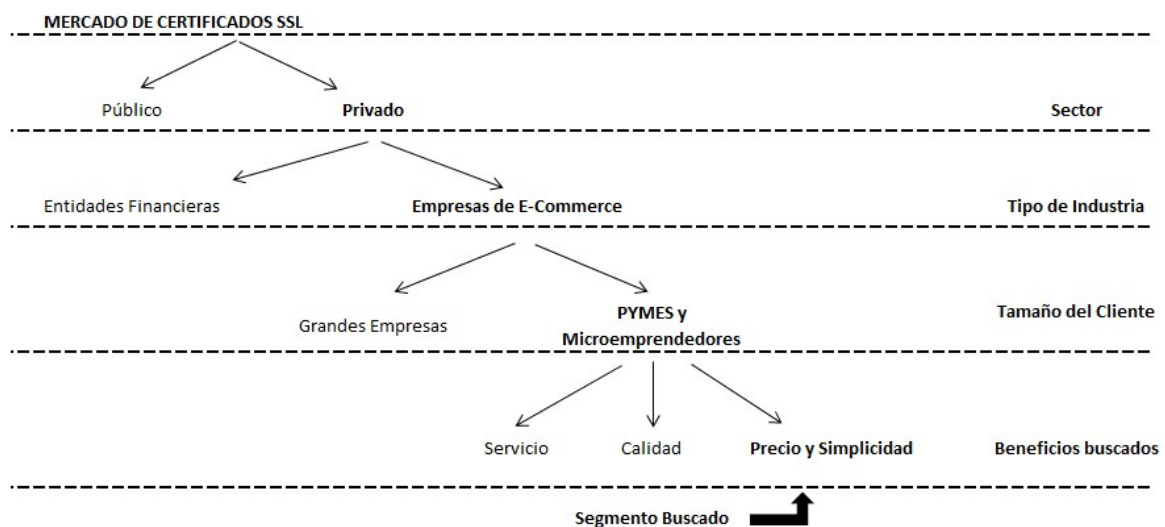 MERCADO DE CERTIFICADOS SSL
Público
Privado
Sector
Entidades Financieras
Empresas de E-Commerce
Tipo de Industria
Grandes Empresas
PYMES y
Microemprendedores
Tamaño del Cliente
Servicio
Calidad
Precio y Simplicidad
Beneficios buscados
Segmento Buscado